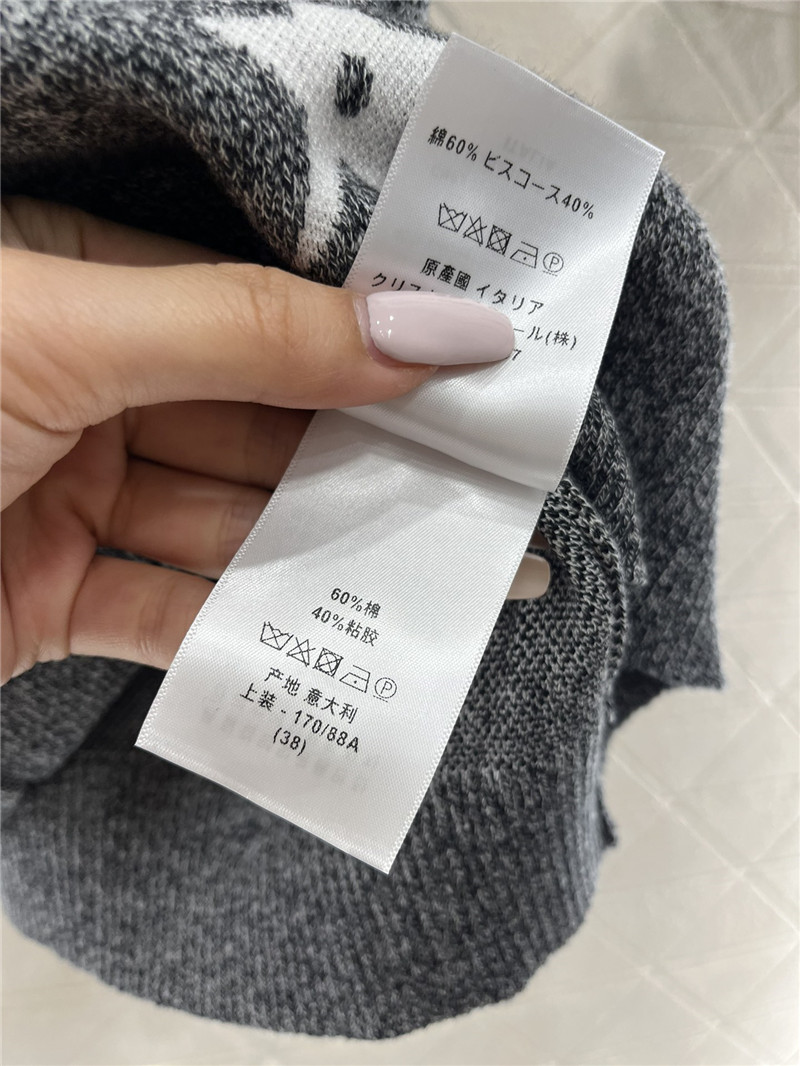 綿60% ビスコース40%
P
原產國 イタリア
クリス ール(株)
7
60%棉
40%粘胶
P
产地 意大利
上装 - 170/88A
(38)